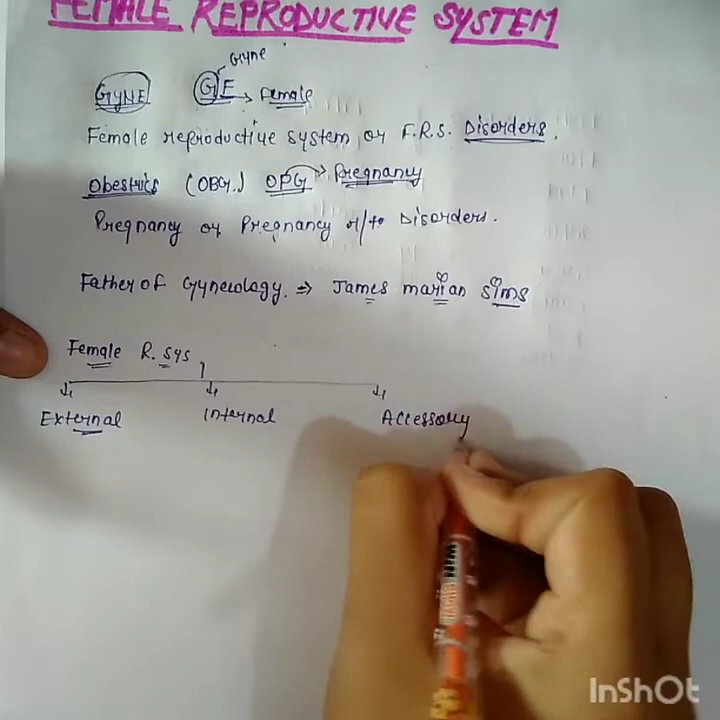 FEMALE REPRODUCTIVE SYSTEM
Gyne
GYNE GF Female
Female reproductive system or F.R.S. Disorders.
Obestrics (OBG.) OPG Pregnancy
Pregnancy or Pregnancy r/to Disorders.
Father of Gynecology. ⇒ James marian sims
Female R. sys
External Internal Accessory
InShOt